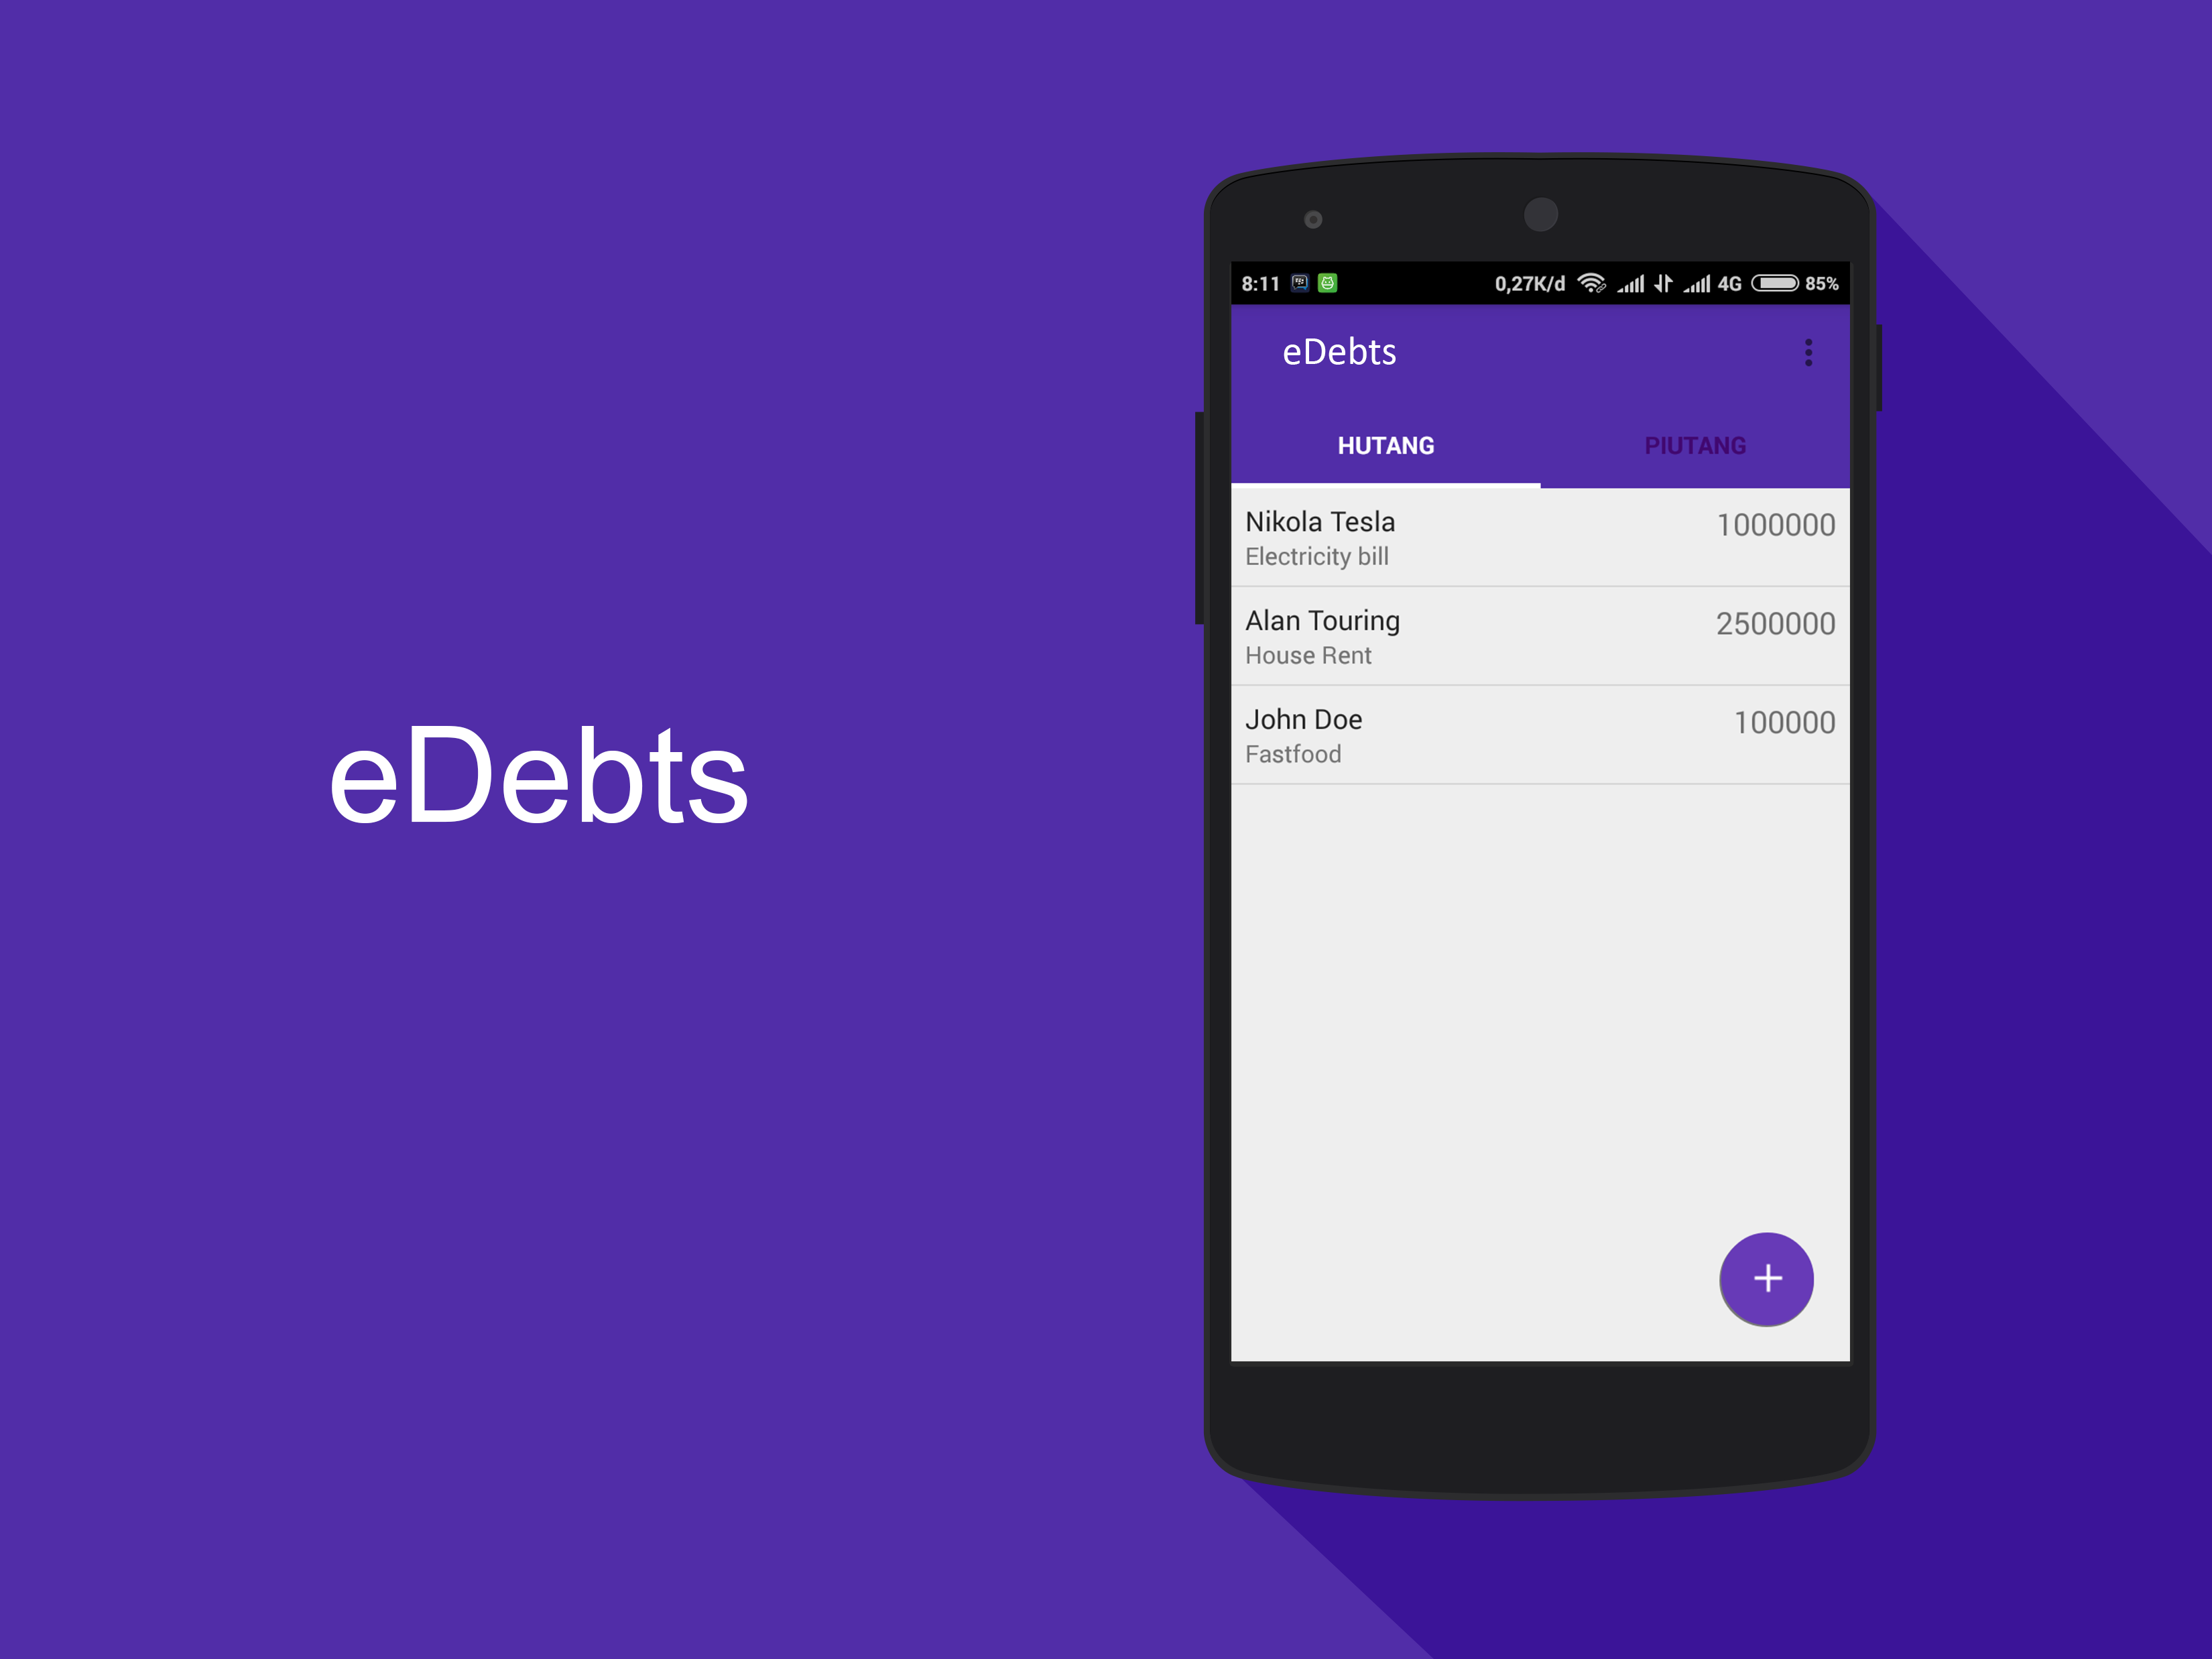 eDebts
8:11 0,27K/d 4G 85%
eDebts
HUTANG PIUTANG
Nikola Tesla 1000000
Electricity bill
Alan Touring 2500000
House Rent
John Doe 100000
Fastfood